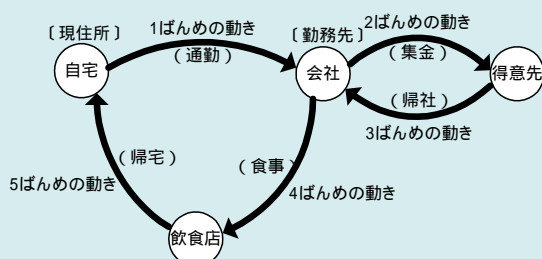 〔現住所〕
1ばんめの動き
〔勤務先〕
2ばんめの動き
自宅
(通勤)
会社
(集金)
得意先
(帰社)
3ばんめの動き
(帰宅)
(食事)
5ばんめの動き
4ばんめの動き
飲食店